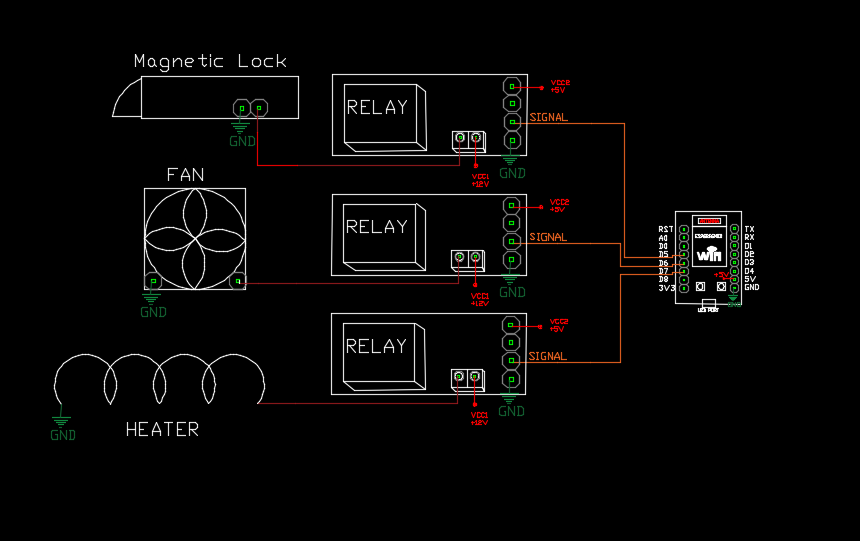 Magnetic Lock
GND
RELAY
+5V
SIGNAL
GND
VCC1
+12V
FAN
GND
RELAY
VCC2
+5V
SIGNAL
GND
VCC1
+12V
HEATER
GND
RELAY
VCC2
+5V
SIGNAL
GND
VCC1
+12V
RST
A0
D0
D5
D6
D7
D8
3V3
TX
RX
D1
D2
D3
D4
5V
GND
+5V
GND
USB PORT